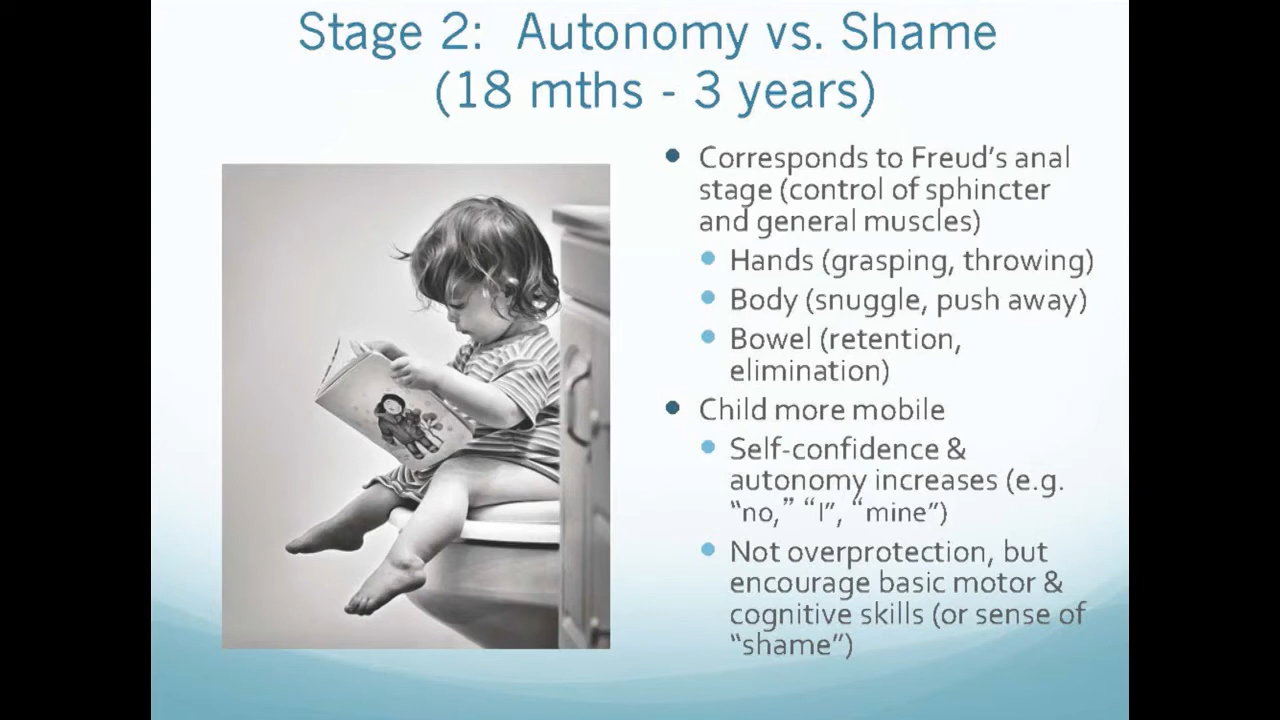 Stage 2: Autonomy vs. Shame
(18 mths - 3 years)
Corresponds to Freud’s anal
stage (control of sphincter
and general muscles)
Hands (grasping, throwing)
Body (snuggle, push away)
Bowel (retention,
elimination)
Child more mobile
Self-confidence &
autonomy increases (e.g.
“no,” “I”, “mine”)
Not overprotection, but
encourage basic motor &
cognitive skills (or sense of
“shame”)